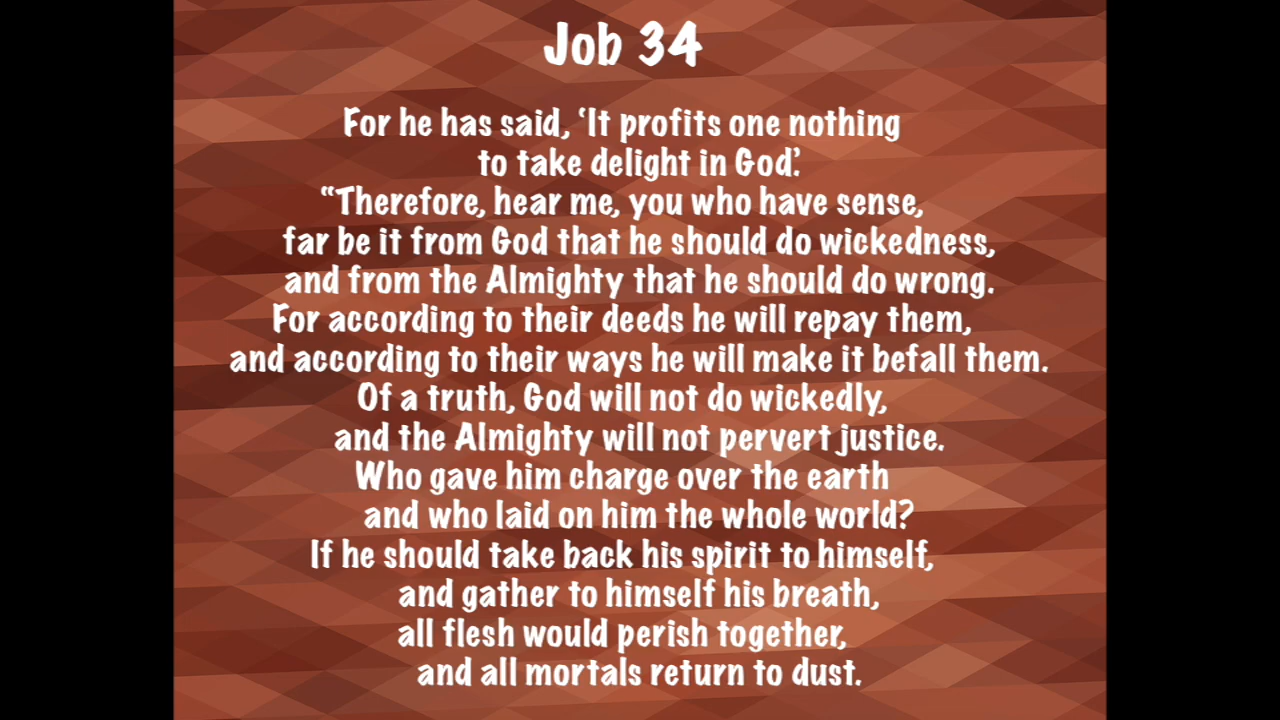 Job 34
For he has said, ‘It profits one nothing
to take delight in God.’
“Therefore, hear me, you who have sense,
far be it from God that he should do wickedness,
and from the Almighty that he should do wrong.
For according to their deeds he will repay them,
and according to their ways he will make it befall them.
Of a truth, God will not do wickedly,
and the Almighty will not pervert justice.
Who gave him charge over the earth
and who laid on him the whole world?
If he should take back his spirit to himself,
and gather to himself his breath,
all flesh would perish together,
and all mortals return to dust.